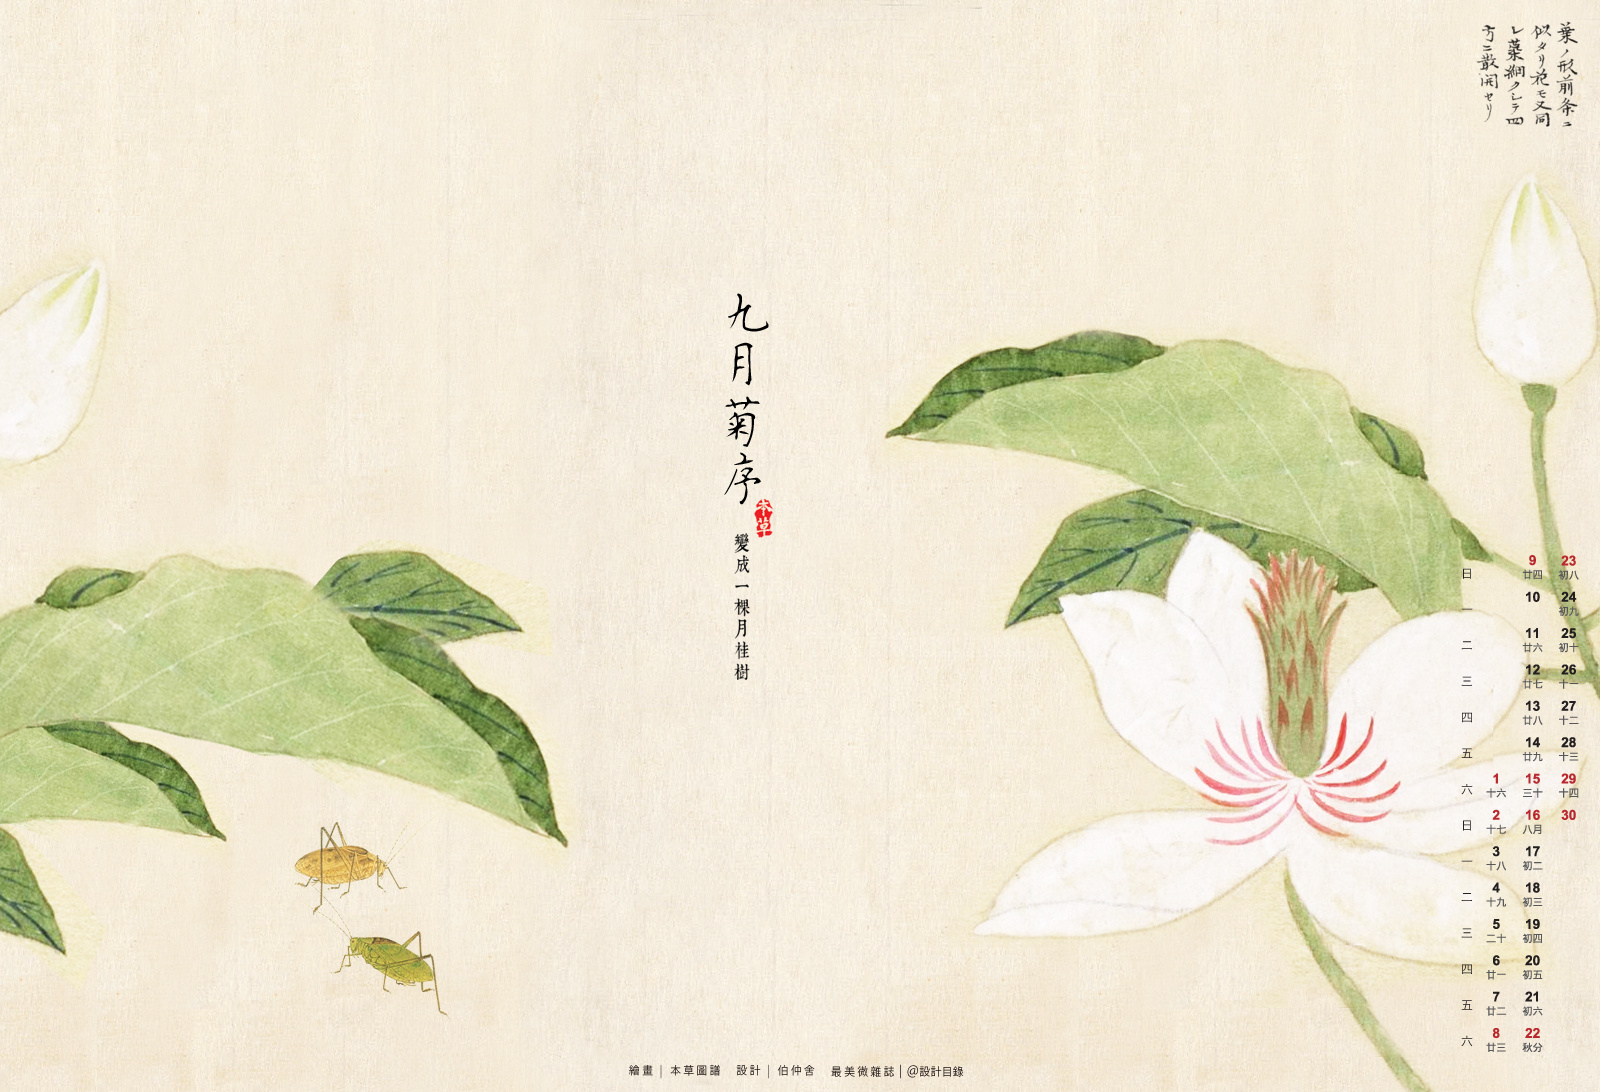 葉ノ形前条ニ
似タリ花モ又同
レ蕋細クシテ四
方ニ散開セリ
九月菊序
本草
變成一棵月桂樹
日 9 23
廿四 初八
一 10 24
初九
二 11 25
廿六 初十
三 12 26
廿七 十一
四 13 27
廿八 十二
五 14 28
廿九 十三
六 1 15 29
十六 三十 十四
日 2 16 30
十七 八月
一 3 17
十八 初二
二 4 18
十九 初三
三 5 19
二十 初四
四 6 20
廿一 初五
五 7 21
廿二 初六
六 8 22
廿三 秋分
繪畫｜本草圖譜 設計｜伯仲舍 最美微雜誌｜@設計目錄